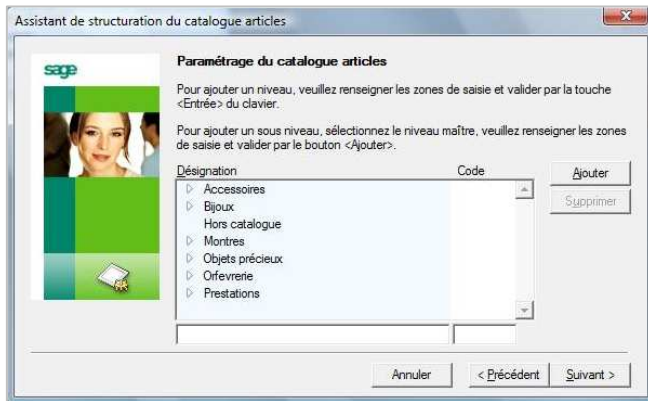 Assistant de structuration du catalogue articles
sage
Paramétrage du catalogue articles
Pour ajouter un niveau, veuillez renseigner les zones de saisie et valider par la touche
<Entrée> du clavier.
Pour ajouter un sous niveau, sélectionnez le niveau maître, veuillez renseigner les zones
de saisie et valider par le bouton <Ajouter>.
Désignation Code
Ajouter
Supprimer
Accessoires
Bijoux
Hors catalogue
Montres
Objets précieux
Orfevrerie
Prestations
Annuler < Précédent Suivant >